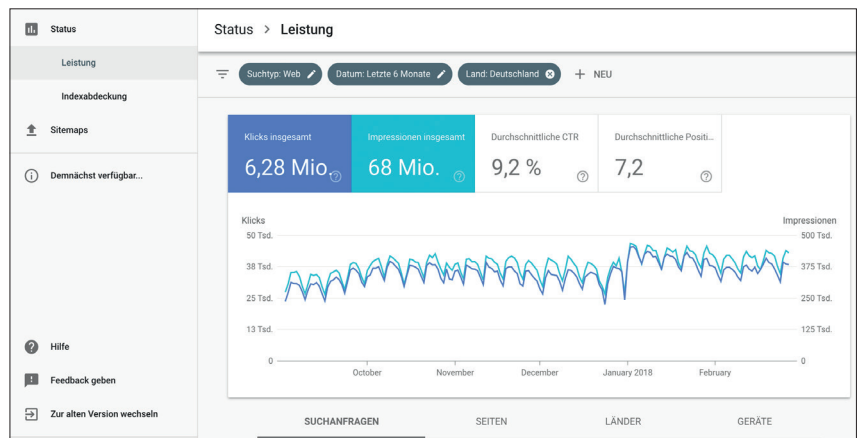 Status
Leistung
Indexabdeckung
Sitemaps
Demnächst verfügbar...
Hilfe
Feedback geben
Zur alten Version wechseln
Status > Leistung
Suchtyp: Web
Datum: Letzte 6 Monate
Land: Deutschland
+ NEU
Klicks insgesamt
6,28 Mio.
Impressionen insgesamt
68 Mio.
Durchschnittliche CTR
9,2 %
Durchschnittliche Positi...
7,2
Klicks
50 Tsd.
38 Tsd.
25 Tsd.
13 Tsd.
0
Impressionen
500 Tsd.
375 Tsd.
250 Tsd.
125 Tsd.
0
October November December January 2018 February
SUCHANFRAGEN SEITEN LÄNDER GERÄTE